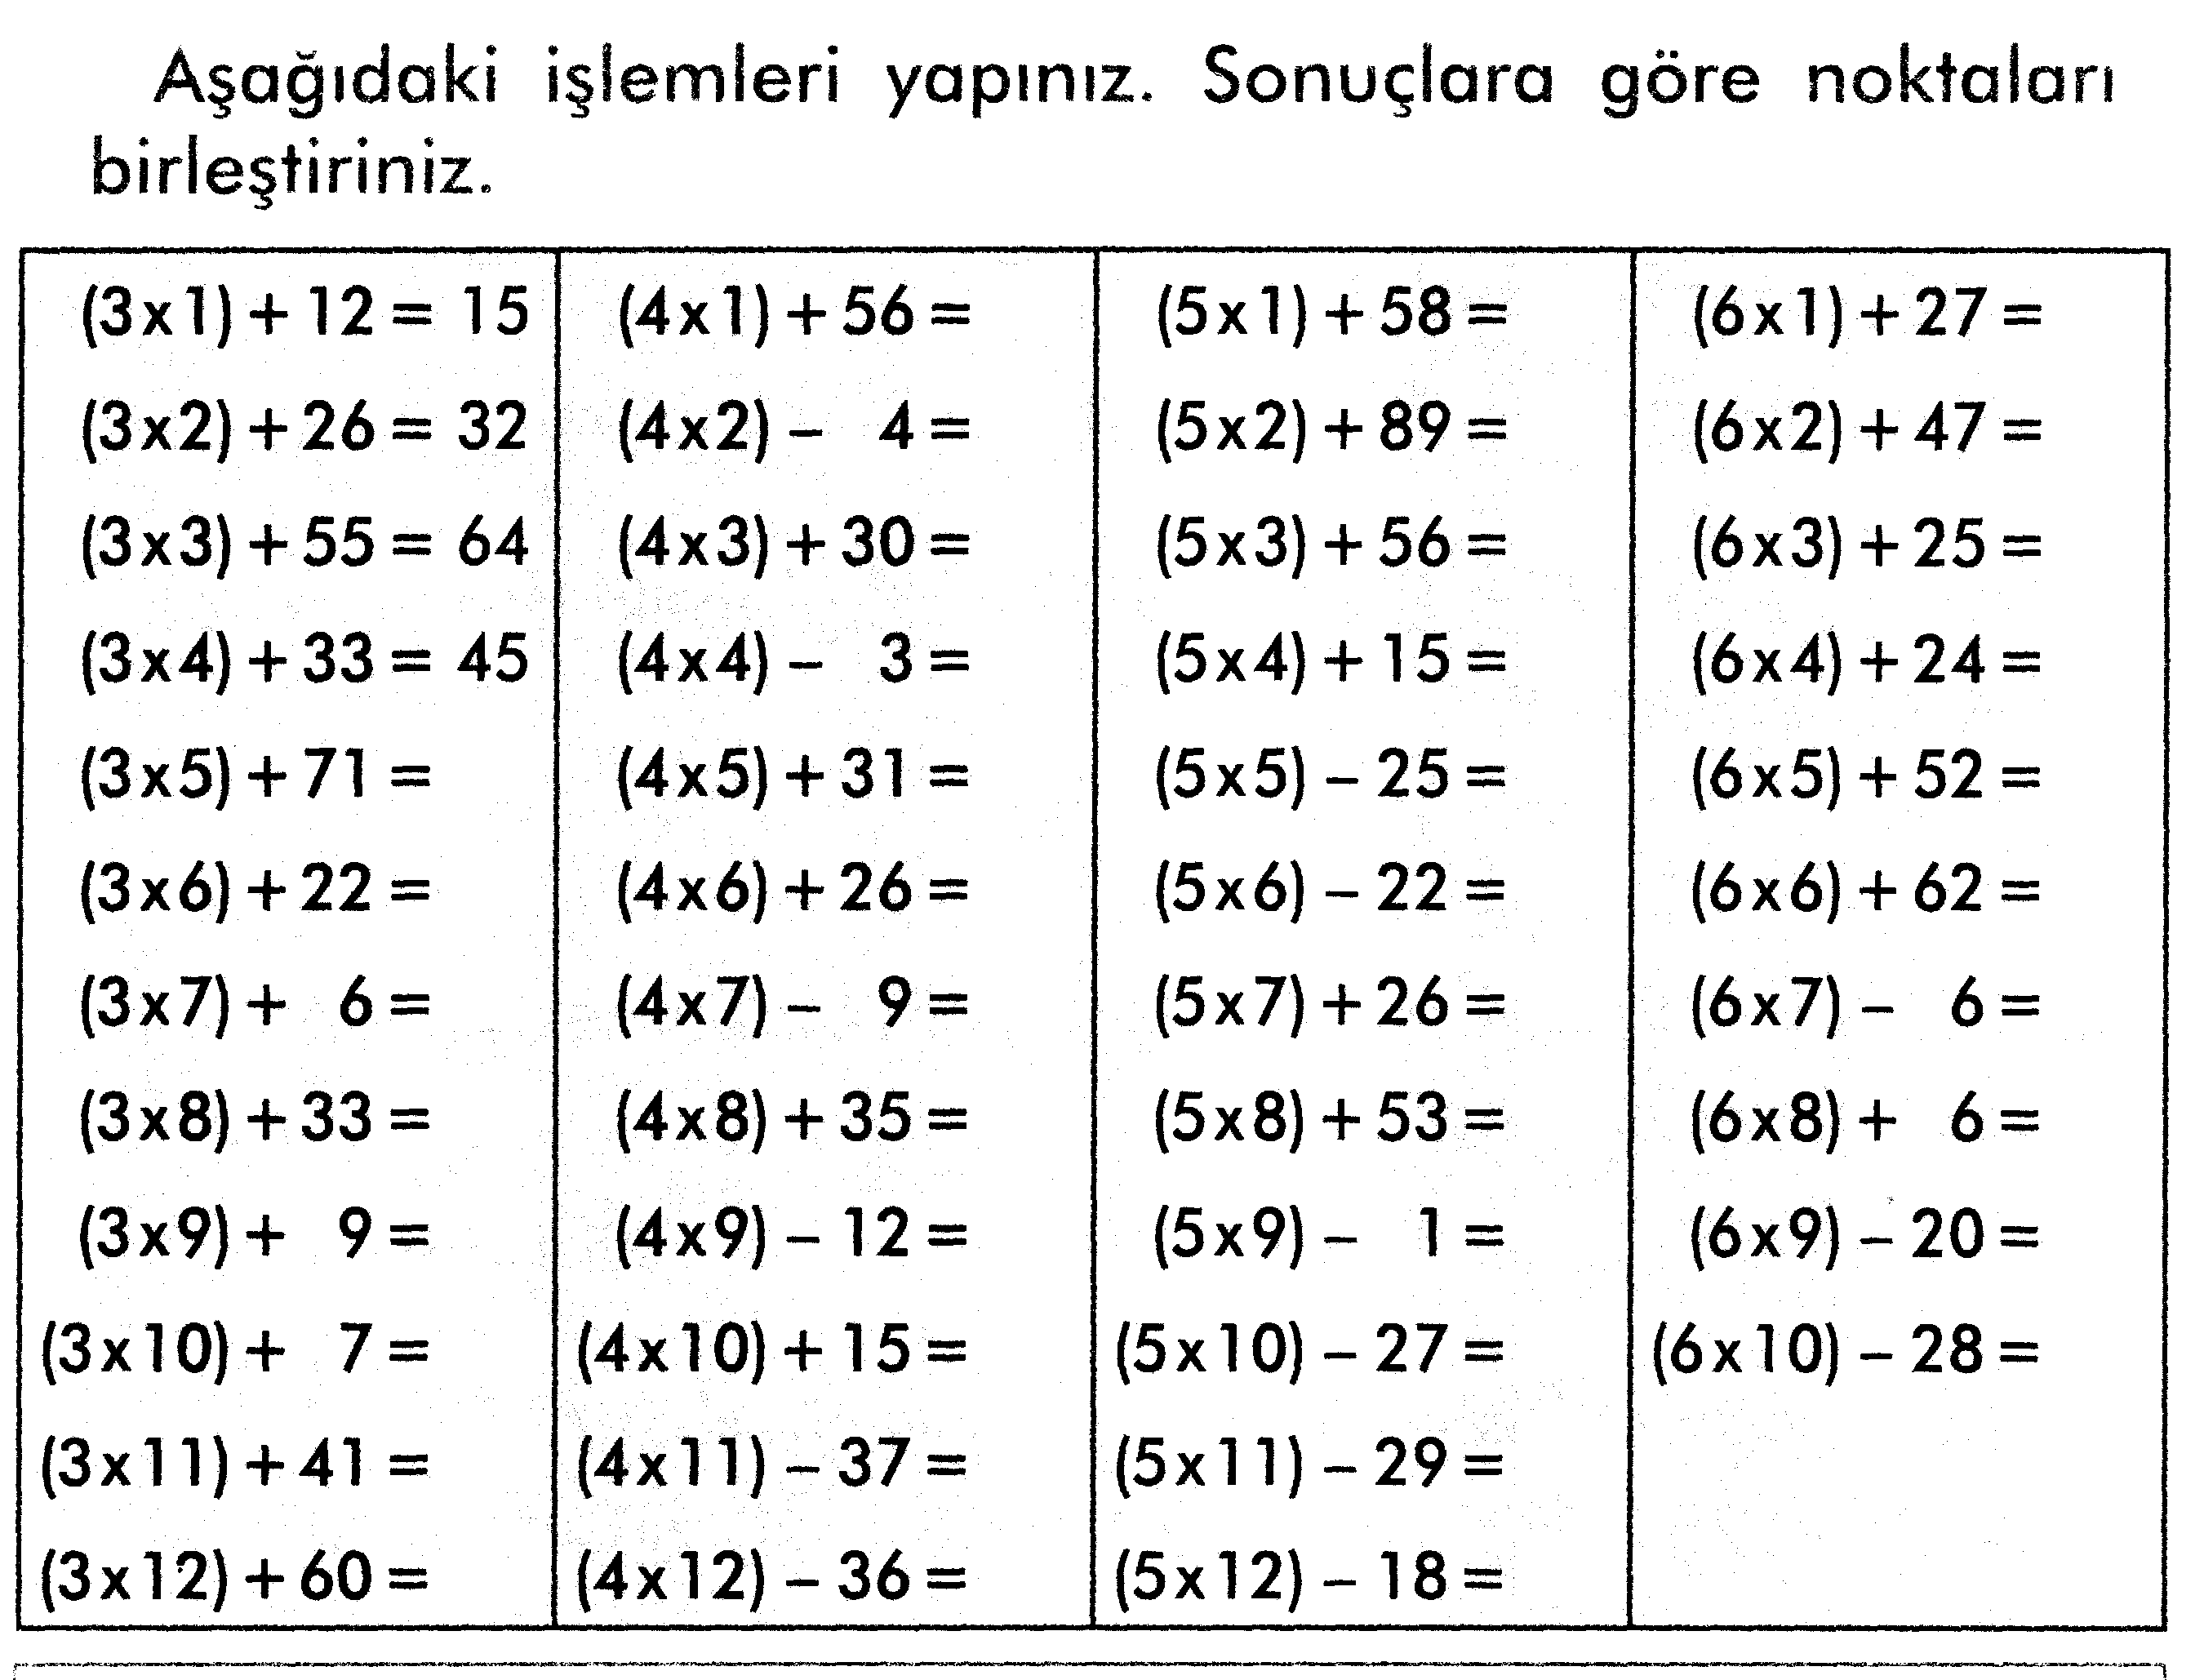 Aşağıdaki işlemleri yapınız. Sonuçlara göre noktaları
birleştiriniz.
(3x1) + 12 = 15
(3x2) + 26 = 32
(3x3) + 55 = 64
(3x4) + 33 = 45
(3x5) + 71 =
(3x6) + 22 =
(3x7) + 6 =
(3x8) + 33 =
(3x9) + 9 =
(3x10) + 7 =
(3x11) + 41 =
(3x12) + 60 =
(4x1) + 56 =
(4x2) – 4 =
(4x3) + 30 =
(4x4) – 3 =
(4x5) + 31 =
(4x6) + 26 =
(4x7) – 9 =
(4x8) + 35 =
(4x9) – 12 =
(4x10) + 15 =
(4x11) – 37 =
(4x12) – 36 =
(5x1) + 58 =
(5x2) + 89 =
(5x3) + 56 =
(5x4) + 15 =
(5x5) – 25 =
(5x6) – 22 =
(5x7) + 26 =
(5x8) + 53 =
(5x9) – 1 =
(5x10) – 27 =
(5x11) – 29 =
(5x12) – 18 =
(6x1) + 27 =
(6x2) + 47 =
(6x3) + 25 =
(6x4) + 24 =
(6x5) + 52 =
(6x6) + 62 =
(6x7) – 6 =
(6x8) + 6 =
(6x9) – 20 =
(6x10) – 28 =